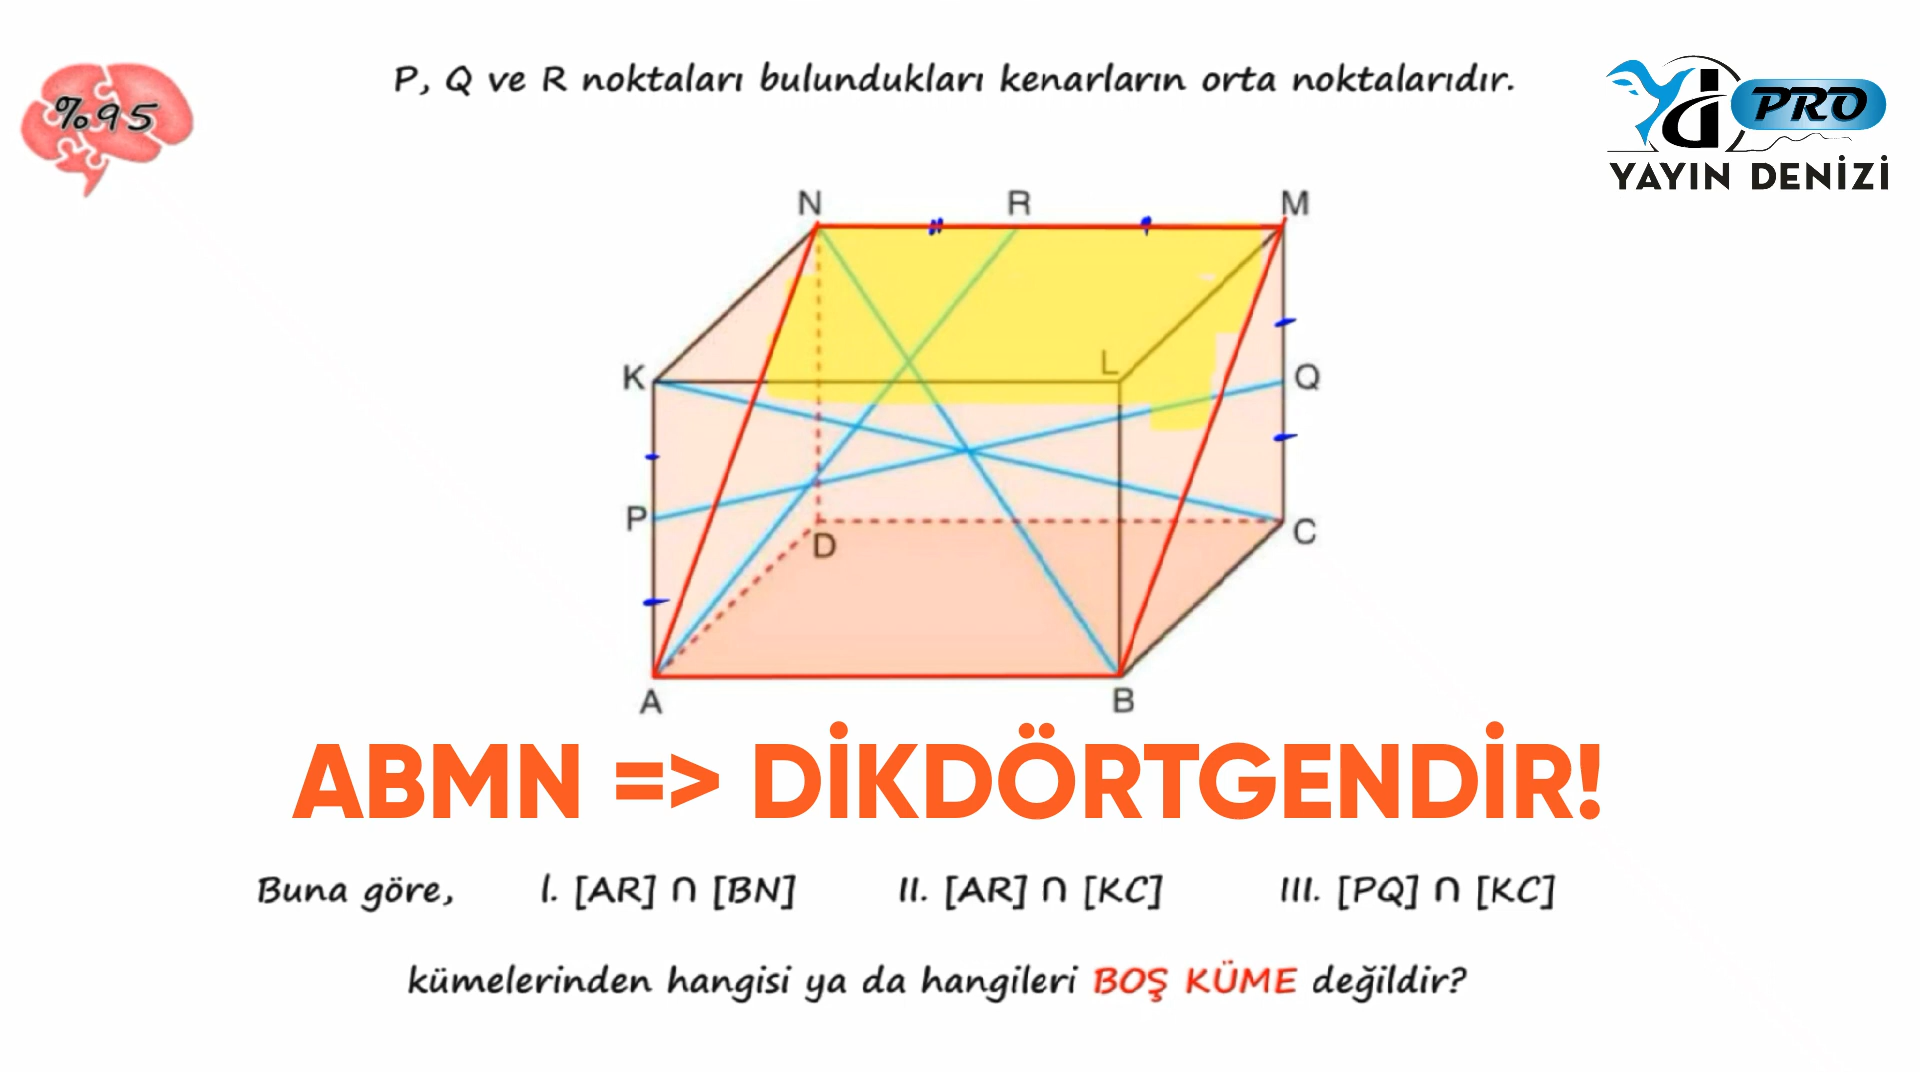 P, Q ve R noktaları bulundukları kenarların orta noktalarıdır.
%95
Yd PRO
YAYIN DENİZİ
N R M
K L Q
P D C
A B
ABMN => DİKDÖRTGENDİR!
Buna göre, I. [AR] ∩ [BN] II. [AR] ∩ [KC] III. [PQ] ∩ [KC]
kümelerinden hangisi ya da hangileri BOŞ KÜME değildir?